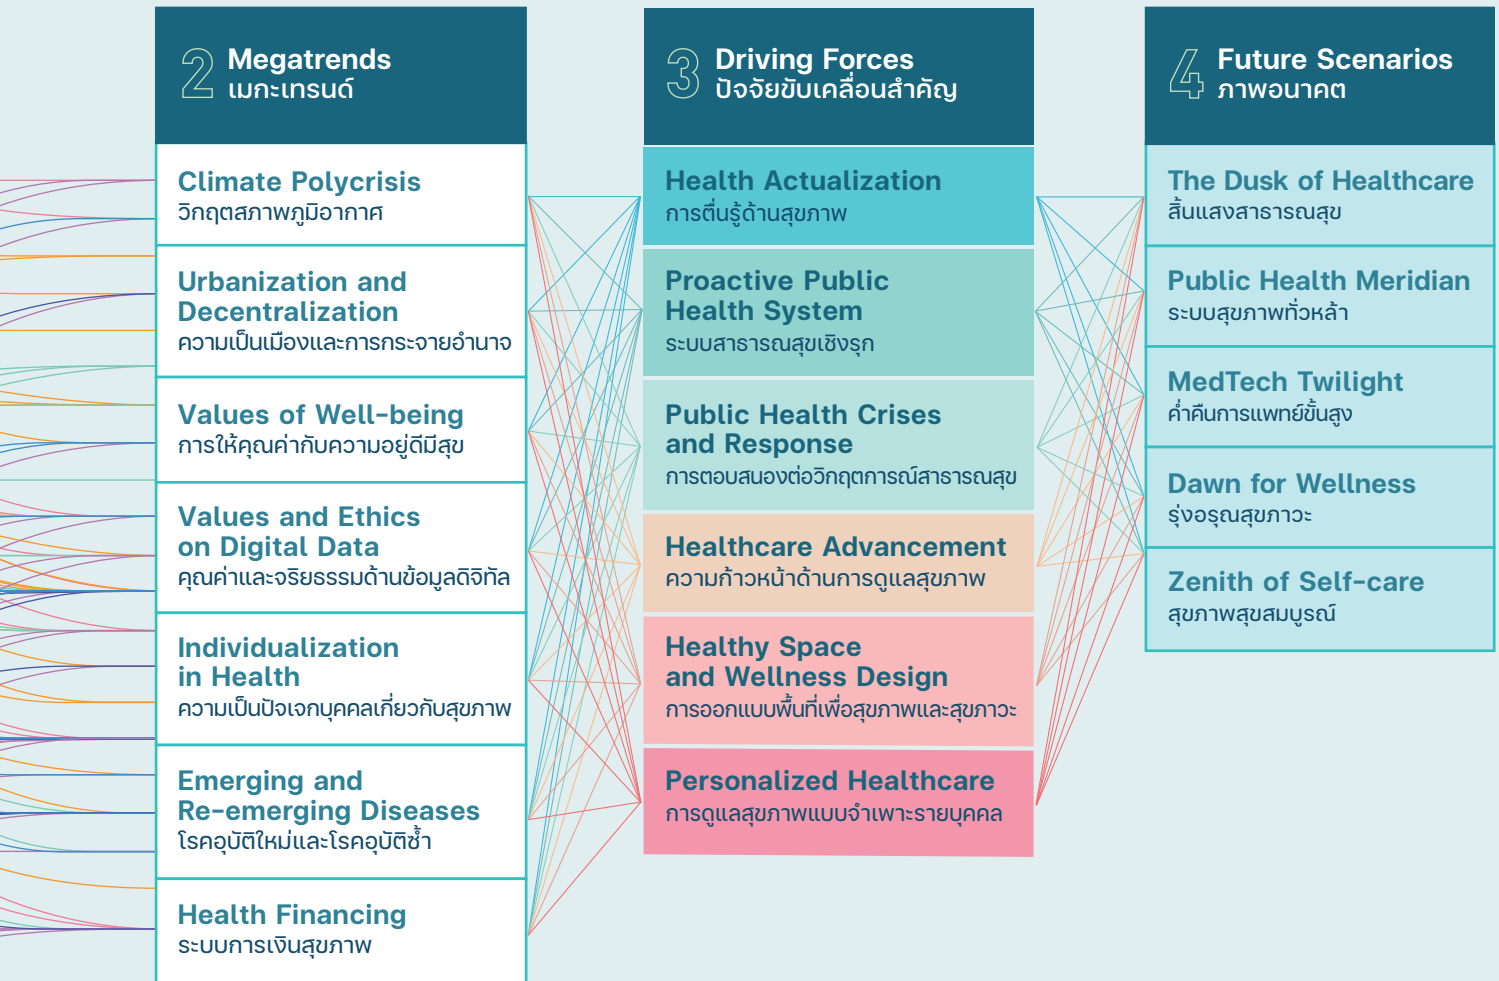 2 Megatrends
เมกะเทรนด์
Climate Polycrisis
วิกฤตสภาพภูมิอากาศ
Urbanization and
Decentralization
ความเป็นเมืองและการกระจายอำนาจ
Values of Well-being
การให้คุณค่ากับความอยู่ดีมีสุข
Values and Ethics
on Digital Data
คุณค่าและจริยธรรมด้านข้อมูลดิจิทัล
Individualization
in Health
ความเป็นปัจเจกบุคคลเกี่ยวกับสุขภาพ
Emerging and
Re-emerging Diseases
โรคอุบัติใหม่และโรคอุบัติซ้ำ
Health Financing
ระบบการเงินสุขภาพ
3 Driving Forces
ปัจจัยขับเคลื่อนสำคัญ
Health Actualization
การตื่นรู้ด้านสุขภาพ
Proactive Public
Health System
ระบบสาธารณสุขเชิงรุก
Public Health Crises
and Response
การตอบสนองต่อวิกฤตการณ์สาธารณสุข
Healthcare Advancement
ความก้าวหน้าด้านการดูแลสุขภาพ
Healthy Space
and Wellness Design
การออกแบบพื้นที่เพื่อสุขภาพและสุขภาวะ
Personalized Healthcare
การดูแลสุขภาพแบบจำเพาะรายบุคคล
4 Future Scenarios
ภาพอนาคต
The Dusk of Healthcare
สิ้นแสงสาธารณสุข
Public Health Meridian
ระบบสุขภาพทั่วหล้า
MedTech Twilight
ค่ำคืนการแพทย์ขั้นสูง
Dawn for Wellness
รุ่งอรุณสุขภาวะ
Zenith of Self-care
สุขภาพสุขสมบูรณ์